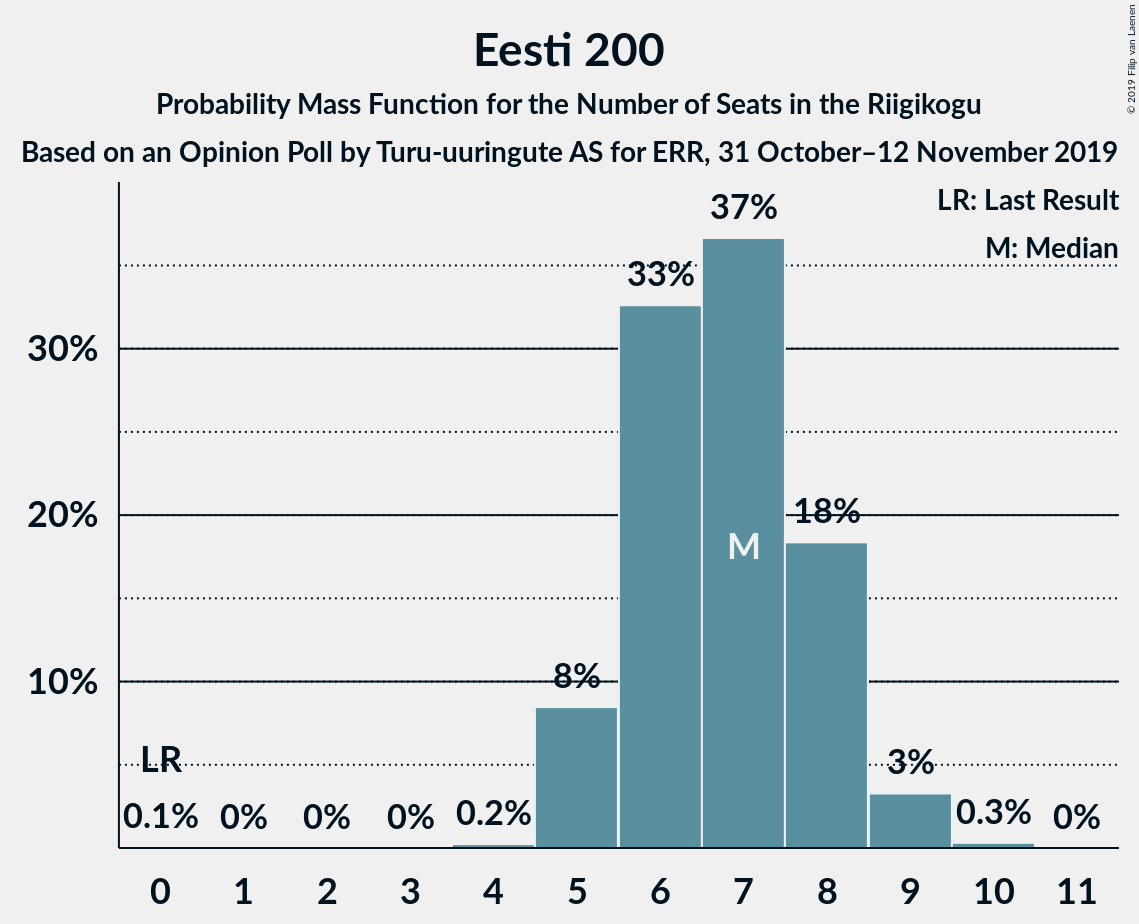 Eesti 200
Probability Mass Function for the Number of Seats in the Riigikogu
Based on an Opinion Poll by Turu-uuringute AS for ERR, 31 October–12 November 2019
© 2019 Filip van Laenen
LR: Last Result
M: Median
37%
33%
30%
20%
18%
M
10%
8%
LR
3%
0.1% 0% 0% 0% 0.2% 0.3% 0%
0 1 2 3 4 5 6 7 8 9 10 11